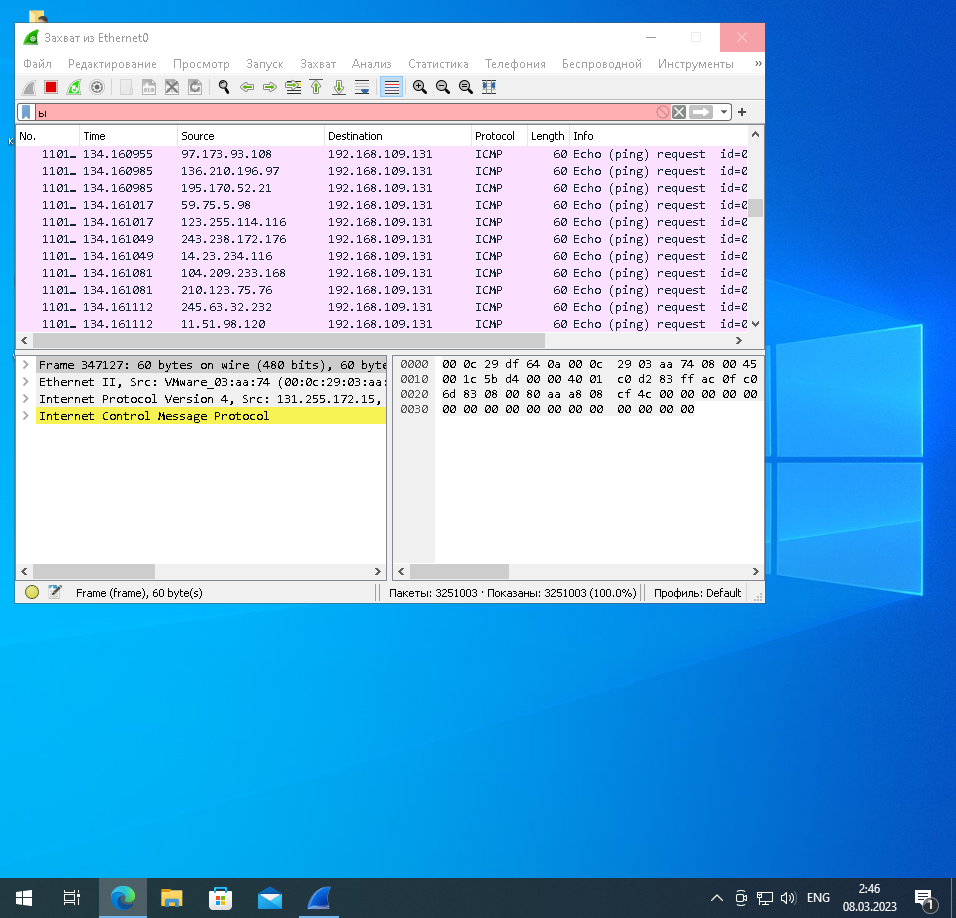 Захват из Ethernet0
Файл Редактирование Просмотр Запуск Захват Анализ Статистика Телефония Беспроводной Инструменты »
ы
No. Time Source Destination Protocol Length Info
1101… 134.160955 97.173.93.108 192.168.109.131 ICMP 60 Echo (ping) request id=0
1101… 134.160985 136.210.196.97 192.168.109.131 ICMP 60 Echo (ping) request id=0
1101… 134.160985 195.170.52.21 192.168.109.131 ICMP 60 Echo (ping) request id=0
1101… 134.161017 59.75.5.98 192.168.109.131 ICMP 60 Echo (ping) request id=0
1101… 134.161017 123.255.114.116 192.168.109.131 ICMP 60 Echo (ping) request id=0
1101… 134.161049 243.238.172.176 192.168.109.131 ICMP 60 Echo (ping) request id=0
1101… 134.161049 14.23.234.116 192.168.109.131 ICMP 60 Echo (ping) request id=0
1101… 134.161081 104.209.233.168 192.168.109.131 ICMP 60 Echo (ping) request id=0
1101… 134.161081 210.123.75.76 192.168.109.131 ICMP 60 Echo (ping) request id=0
1101… 134.161112 245.63.32.232 192.168.109.131 ICMP 60 Echo (ping) request id=0
1101… 134.161112 11.51.98.120 192.168.109.131 ICMP 60 Echo (ping) request id=0
Frame 347127: 60 bytes on wire (480 bits), 60 byte
Ethernet II, Src: VMware_03:aa:74 (00:0c:29:03:aa:
Internet Protocol Version 4, Src: 131.255.172.15,
Internet Control Message Protocol
0000 00 0c 29 df 64 0a 00 0c 29 03 aa 74 08 00 45
0010 00 1c 5b d4 00 00 40 01 c0 d2 83 ff ac 0f c0
0020 6d 83 08 00 80 aa a8 08 cf 4c 00 00 00 00 00
0030 00 00 00 00 00 00 00 00 00 00 00 00
Frame (frame), 60 byte(s)
Пакеты: 3251003 · Показаны: 3251003 (100.0%)
Профиль: Default
ENG
2:46
08.03.2023
1